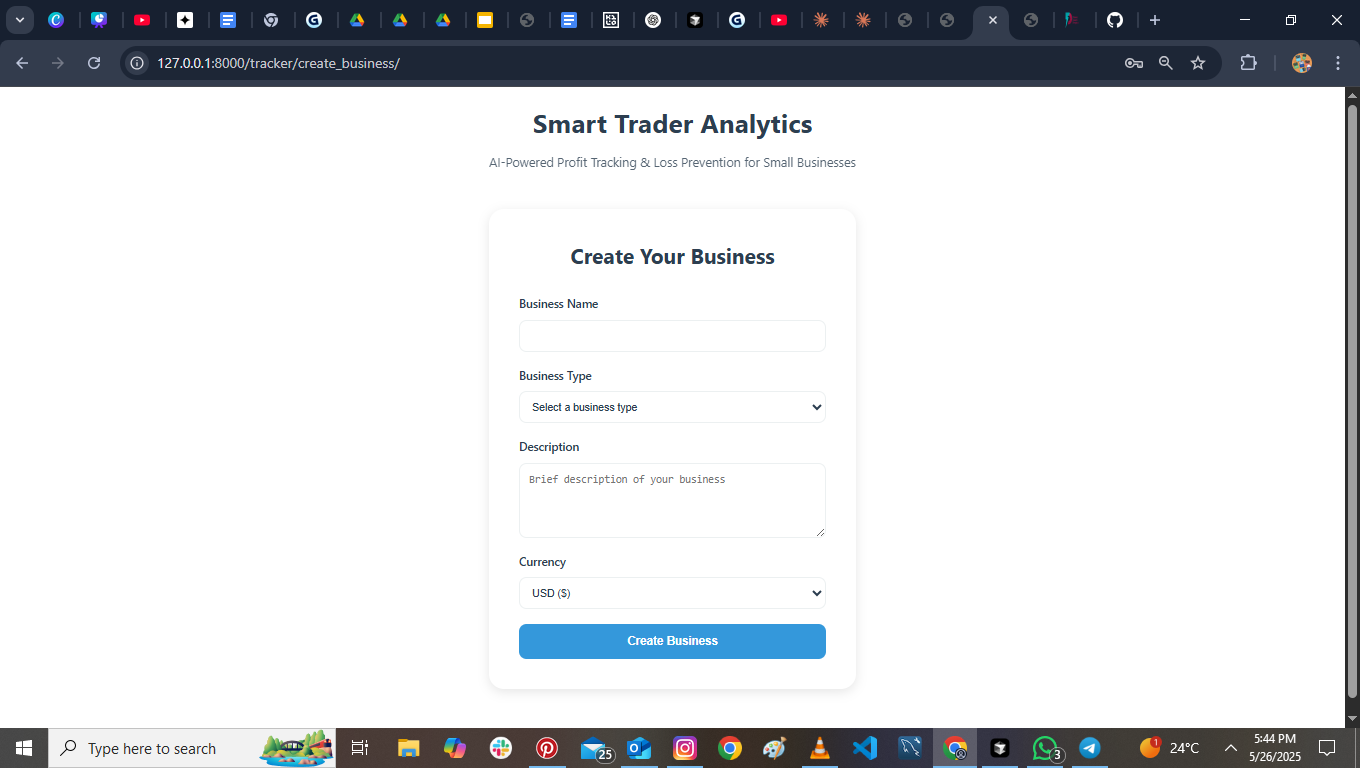 127.0.0.1:8000/tracker/create_business/
Smart Trader Analytics
AI-Powered Profit Tracking & Loss Prevention for Small Businesses
Create Your Business
Business Name
Business Type
Select a business type
Description
Brief description of your business
Currency
USD ($)
Create Business
Type here to search
25
3
1
24°C
5:44 PM
5/26/2025